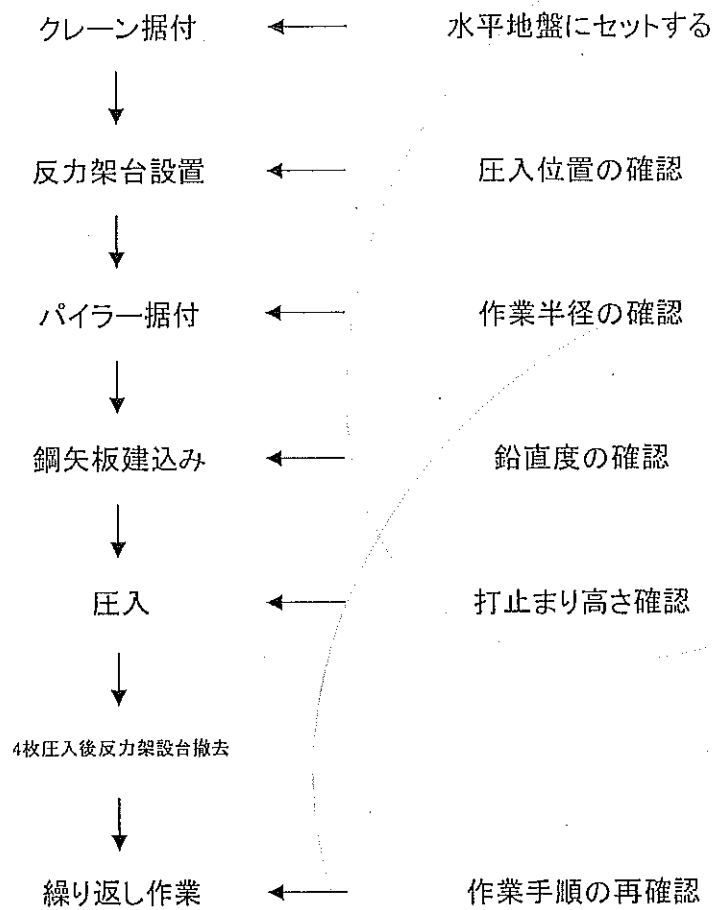 クレーン据付 水平地盤にセットする
反力架台設置 圧入位置の確認
パイラー据付 作業半径の確認
鋼矢板建込み 鉛直度の確認
圧入 打止まり高さ確認
4枚圧入後反力架設台撤去
繰り返し作業 作業手順の再確認